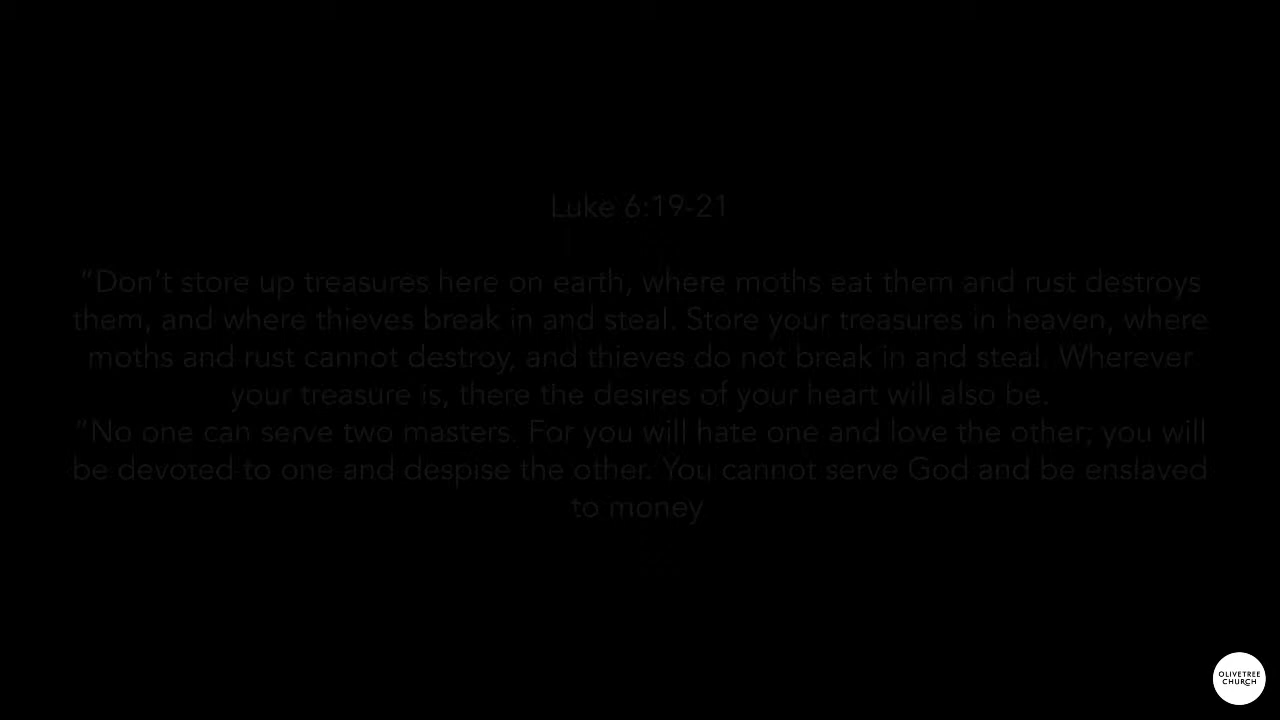 Luke 6:19-21
“Don’t store up treasures here on earth, where moths eat them and rust destroys
them, and where thieves break in and steal. Store your treasures in heaven, where
moths and rust cannot destroy, and thieves do not break in and steal. Wherever
your treasure is, there the desires of your heart will also be.
“No one can serve two masters. For you will hate one and love the other; you will
be devoted to one and despise the other. You cannot serve God and be enslaved
to money
OLIVETREE
CHURCH